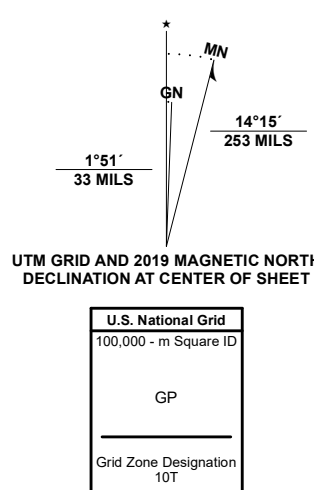 ★
MN
GN
14°15´
253 MILS
1°51´
33 MILS
UTM GRID AND 2019 MAGNETIC NORTH
DECLINATION AT CENTER OF SHEET
U.S. National Grid
100,000 - m Square ID
GP
Grid Zone Designation
10T